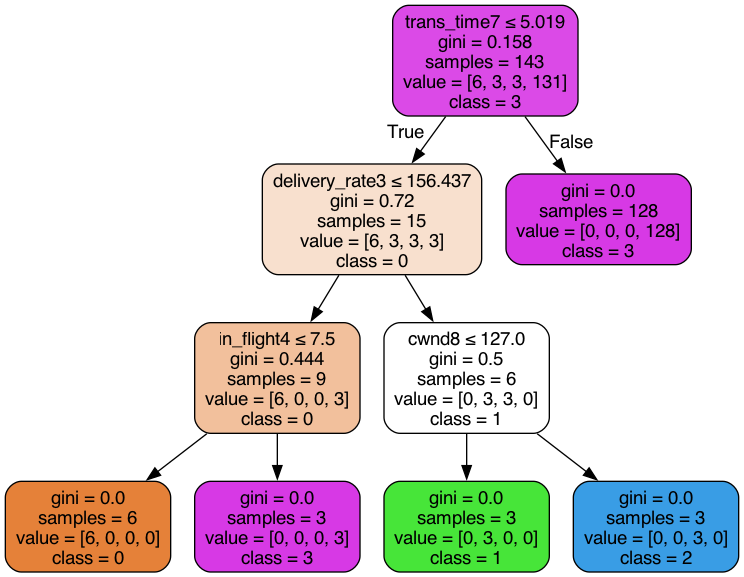 trans_time7 ≤ 5.019
gini = 0.158
samples = 143
value = [6, 3, 3, 131]
class = 3
True
False
delivery_rate3 ≤ 156.437
gini = 0.72
samples = 15
value = [6, 3, 3, 3]
class = 0
gini = 0.0
samples = 128
value = [0, 0, 0, 128]
class = 3
in_flight4 ≤ 7.5
gini = 0.444
samples = 9
value = [6, 0, 0, 3]
class = 0
cwnd8 ≤ 127.0
gini = 0.5
samples = 6
value = [0, 3, 3, 0]
class = 1
gini = 0.0
samples = 6
value = [6, 0, 0, 0]
class = 0
gini = 0.0
samples = 3
value = [0, 0, 0, 3]
class = 3
gini = 0.0
samples = 3
value = [0, 3, 0, 0]
class = 1
gini = 0.0
samples = 3
value = [0, 0, 3, 0]
class = 2